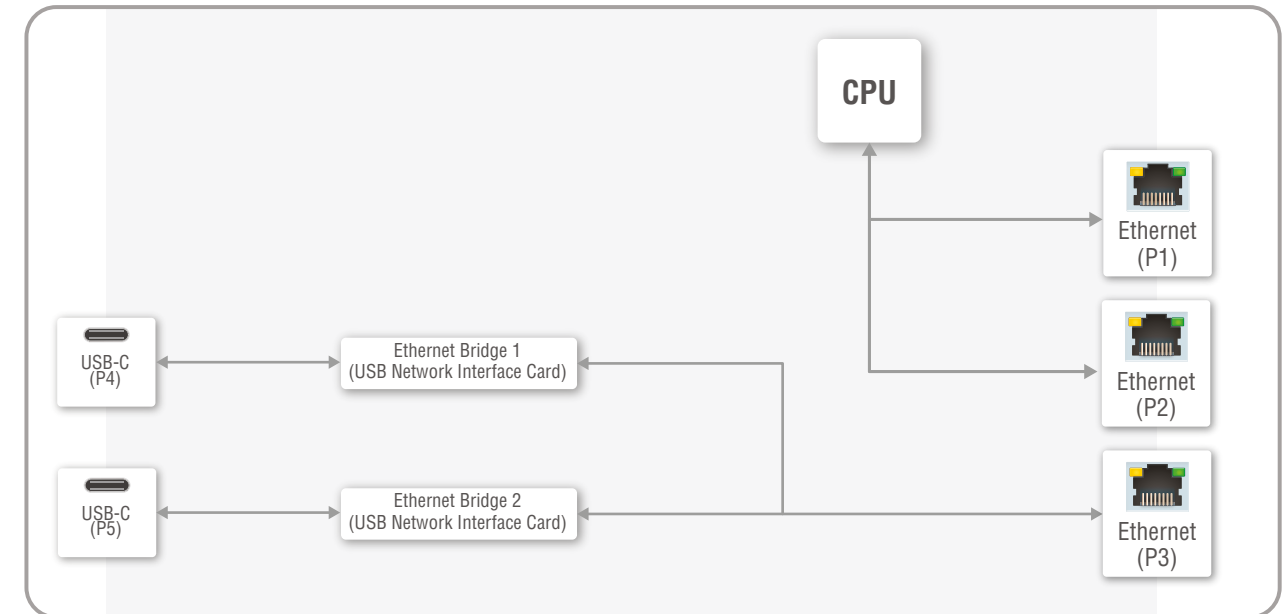 CPU
Ethernet
(P1)
Ethernet
(P2)
Ethernet
(P3)
USB-C
(P4)
Ethernet Bridge 1
(USB Network Interface Card)
USB-C
(P5)
Ethernet Bridge 2
(USB Network Interface Card)